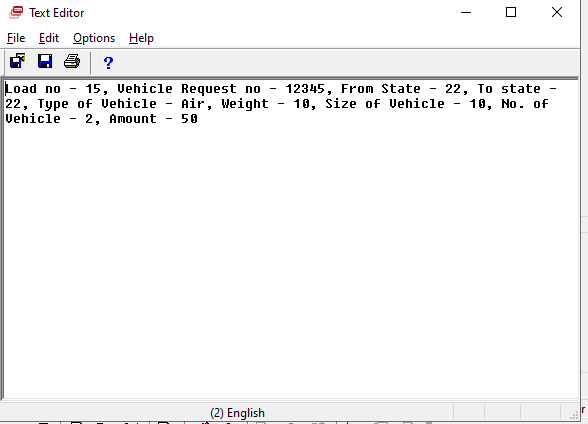 Text Editor
File Edit Options Help
?
Load no - 15, Vehicle Request no - 12345, From State - 22, To state -
22, Type of Vehicle - Air, Weight - 10, Size of Vehicle - 10, No. of
Vehicle - 2, Amount - 50
(2) English
r